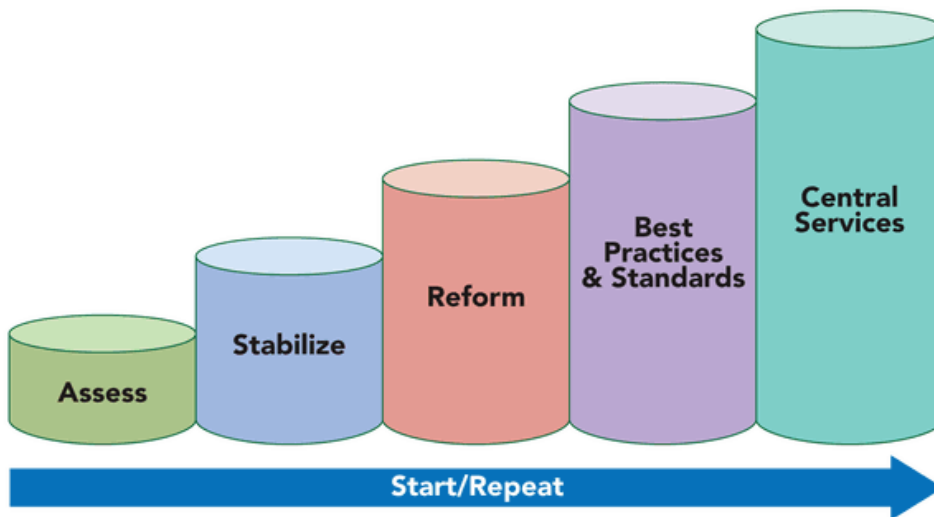 Assess
Stabilize
Reform
Best
Practices
& Standards
Central
Services
Start/Repeat